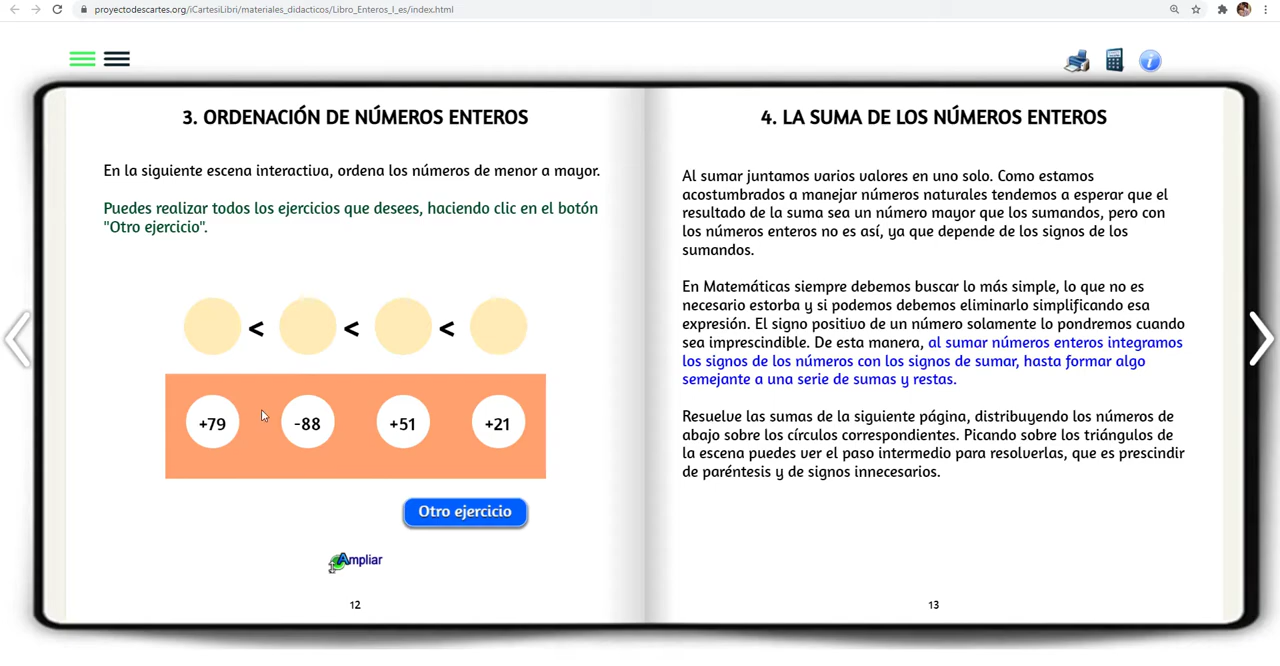 proyectodescartes.org/iCartesiLibri/materiales_didacticos/Libro_Enteros_I_es/index.html
3. ORDENACIÓN DE NÚMEROS ENTEROS
En la siguiente escena interactiva, ordena los números de menor a mayor.
Puedes realizar todos los ejercicios que desees, haciendo clic en el botón
"Otro ejercicio".
< < <
+79 -88 +51 +21
Otro ejercicio
Ampliar
12
4. LA SUMA DE LOS NÚMEROS ENTEROS
Al sumar juntamos varios valores en uno solo. Como estamos
acostumbrados a manejar números naturales tendemos a esperar que el
resultado de la suma sea un número mayor que los sumandos, pero con
los números enteros no es así, ya que depende de los signos de los
sumandos.
En Matemáticas siempre debemos buscar lo más simple, lo que no es
necesario estorba y si podemos debemos eliminarlo simplificando esa
expresión. El signo positivo de un número solamente lo pondremos cuando
sea imprescindible. De esta manera, al sumar números enteros integramos
los signos de los números con los signos de sumar, hasta formar algo
semejante a una serie de sumas y restas.
Resuelve las sumas de la siguiente página, distribuyendo los números de
abajo sobre los círculos correspondientes. Picando sobre los triángulos de
la escena puedes ver el paso intermedio para resolverlas, que es prescindir
de paréntesis y de signos innecesarios.
13